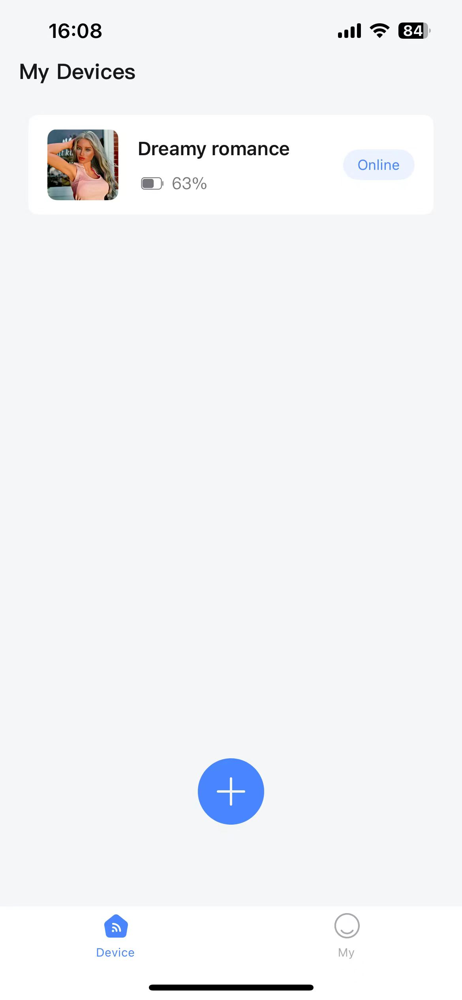 16:08
84
My Devices
Dreamy romance
Online
63%
Device
My